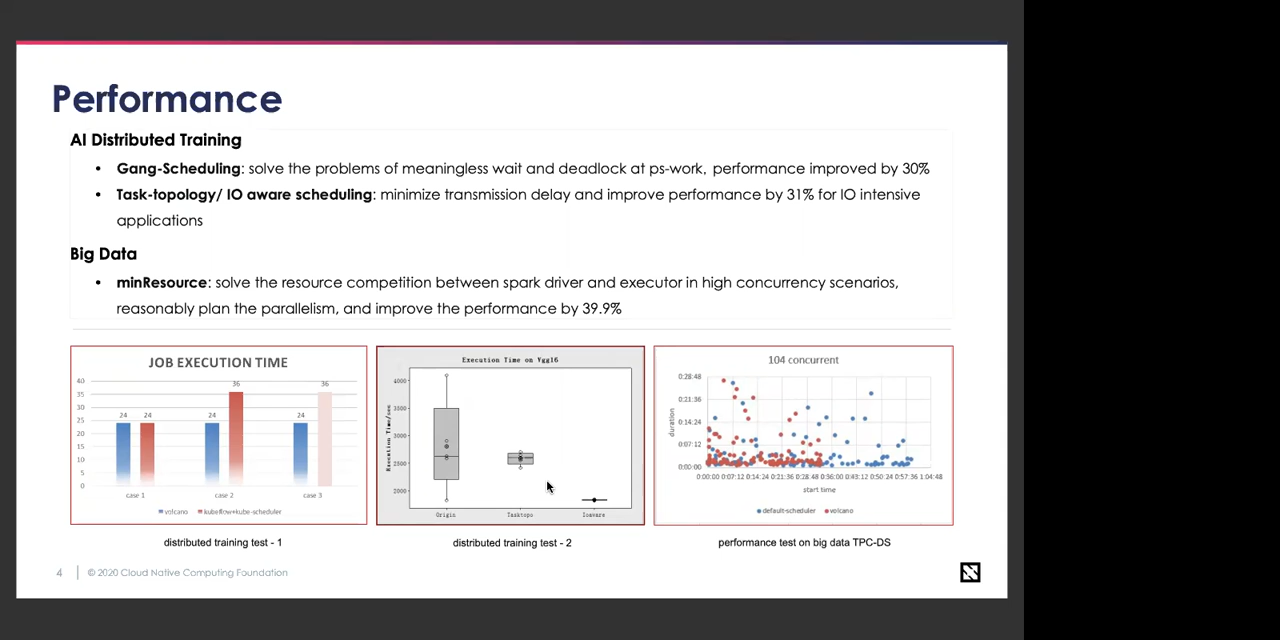 Performance
AI Distributed Training
• Gang-Scheduling: solve the problems of meaningless wait and deadlock at ps-work, performance improved by 30%
• Task-topology/ IO aware scheduling: minimize transmission delay and improve performance by 31% for IO intensive
applications
Big Data
• minResource: solve the resource competition between spark driver and executor in high concurrency scenarios,
reasonably plan the parallelism, and improve the performance by 39.9%
JOB EXECUTION TIME
40
35
30
25
20
15
10
5
0
24 24
24 36
24 36
case 1 case 2 case 3
volcano kubeflow+kube-scheduler
distributed training test - 1
Execution Time on Vgg16
Execution Time/sec
4000
3500
3000
2500
2000
Origin Tasktopo Ioaware
distributed training test - 2
104 concurrent
duration
0:28:48
0:21:36
0:14:24
0:07:12
0:00:00
0:00:00 0:07:12 0:14:24 0:21:36 0:28:48 0:36:00 0:43:12 0:50:24 0:57:36 1:04:48
start time
default-scheduler volcano
performance test on big data TPC-DS
4 © 2020 Cloud Native Computing Foundation